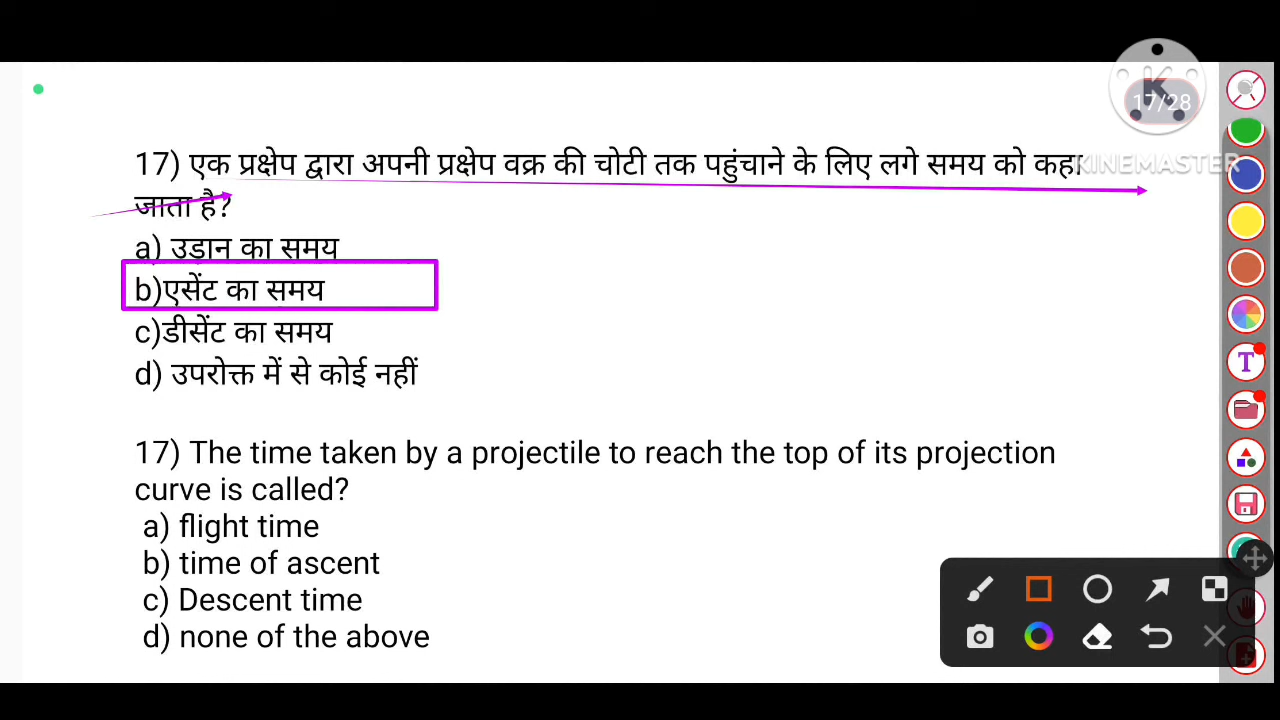 17/28
KINEMASTER
17) एक प्रक्षेप द्वारा अपनी प्रक्षेप वक्र की चोटी तक पहुंचाने के लिए लगे समय को कहा
जाता है?
a) उड़ान का समय
b)एसेंट का समय
c)डीसेंट का समय
d) उपरोक्त में से कोई नहीं
17) The time taken by a projectile to reach the top of its projection
curve is called?
a) flight time
b) time of ascent
c) Descent time
d) none of the above
T